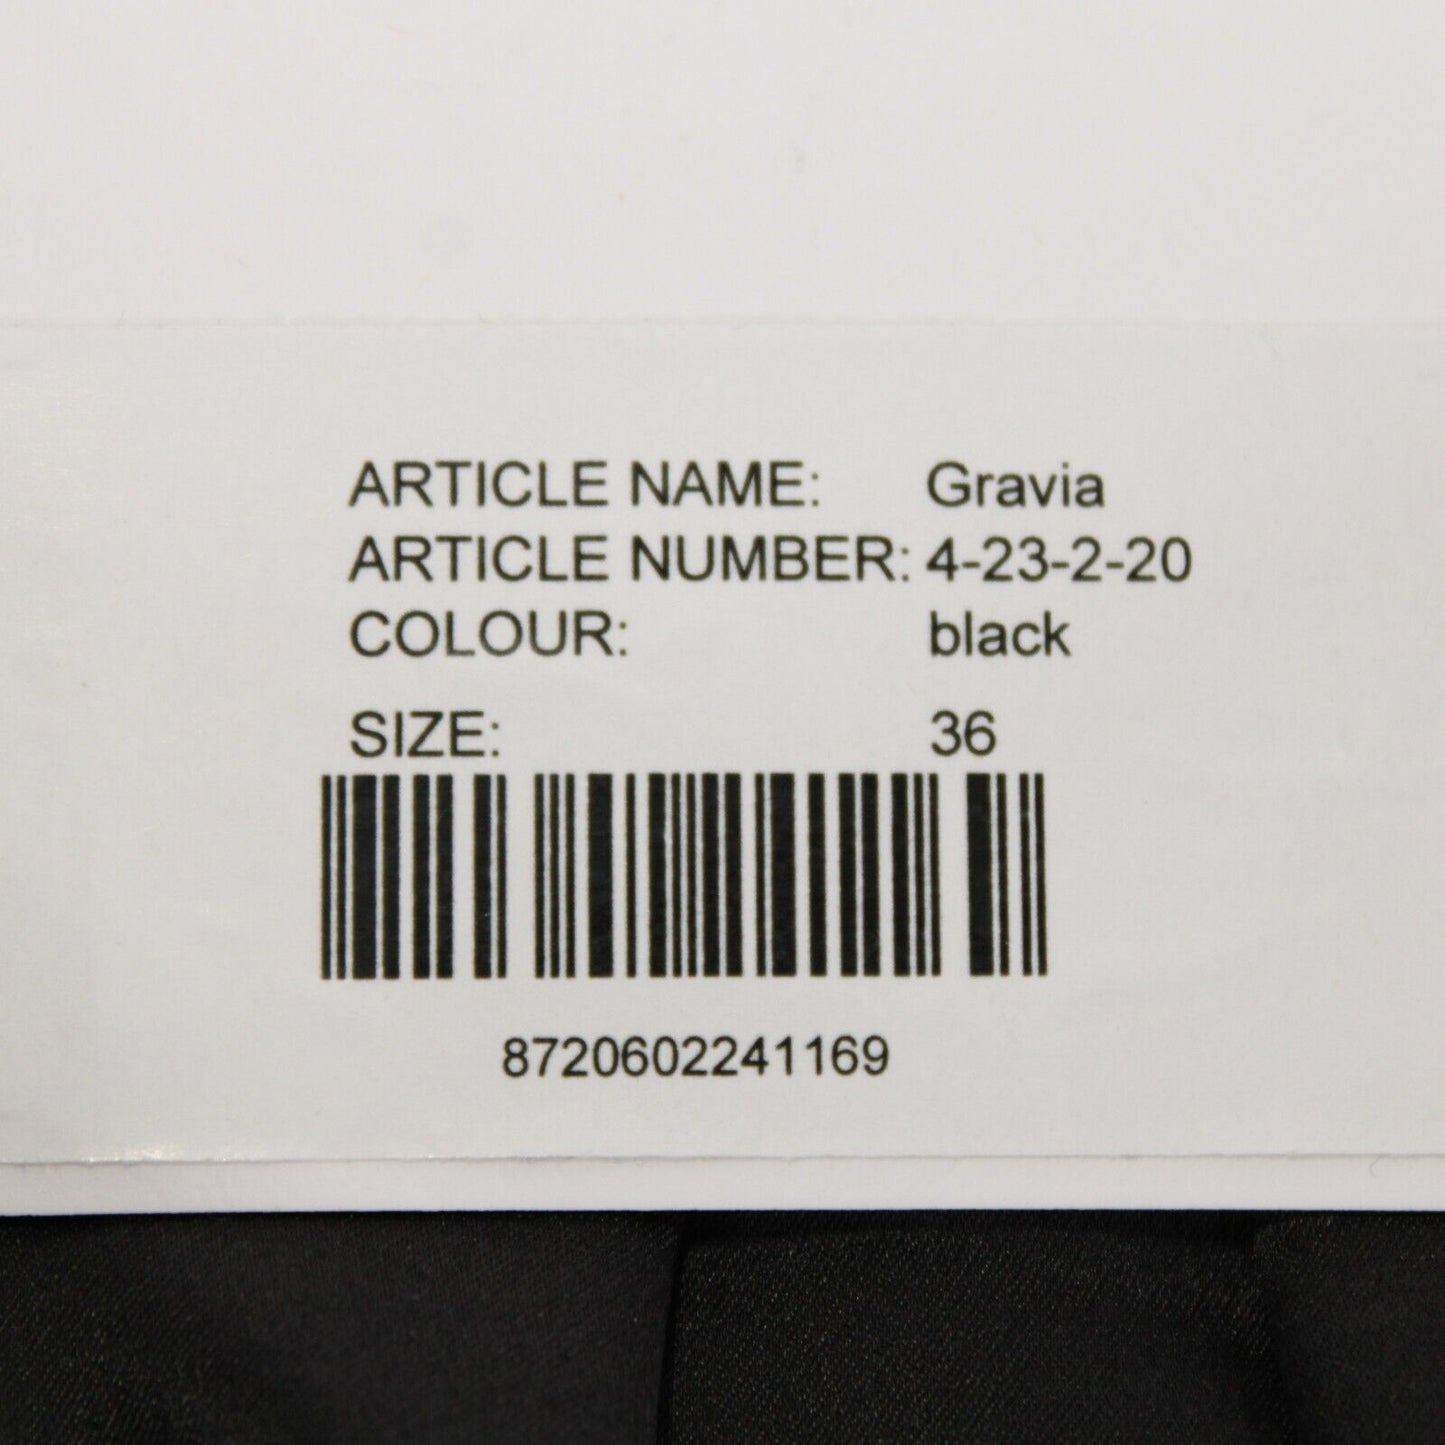 ARTICLE NAME: Gravia
ARTICLE NUMBER: 4-23-2-20
COLOUR: black
SIZE: 36
8720602241169